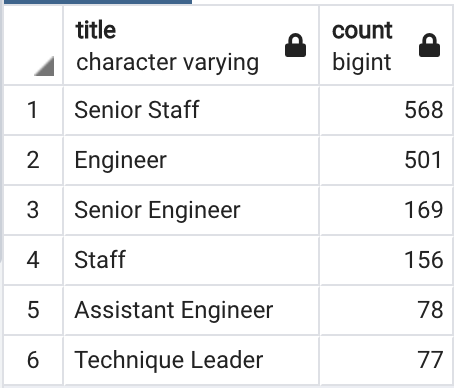 title count
character varying bigint
1 Senior Staff 568
2 Engineer 501
3 Senior Engineer 169
4 Staff 156
5 Assistant Engineer 78
6 Technique Leader 77